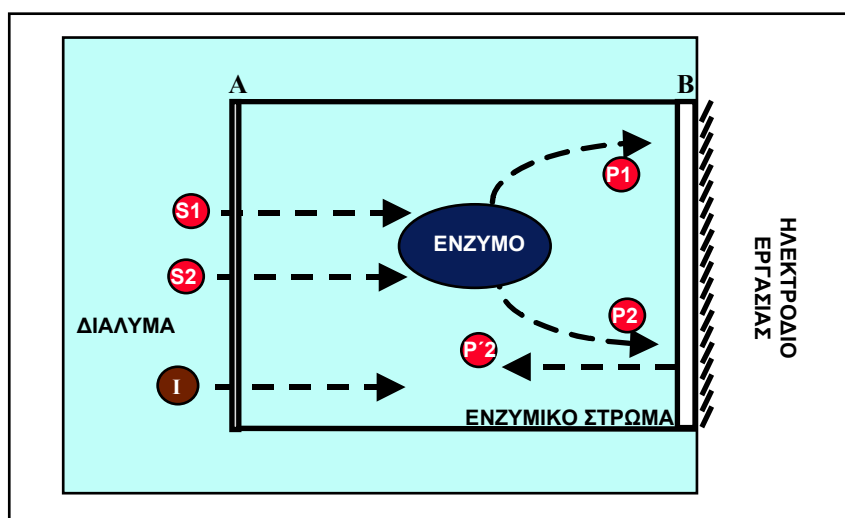 A
B
P1
S1
ΕΝΖΥΜΟ
S2
P2
ΔΙΑΛΥΜΑ
P´2
I
ΕΝΖΥΜΙΚΟ ΣΤΡΩΜΑ
ΗΛΕΚΤΡΟΔΙΟ
ΕΡΓΑΣΙΑΣ